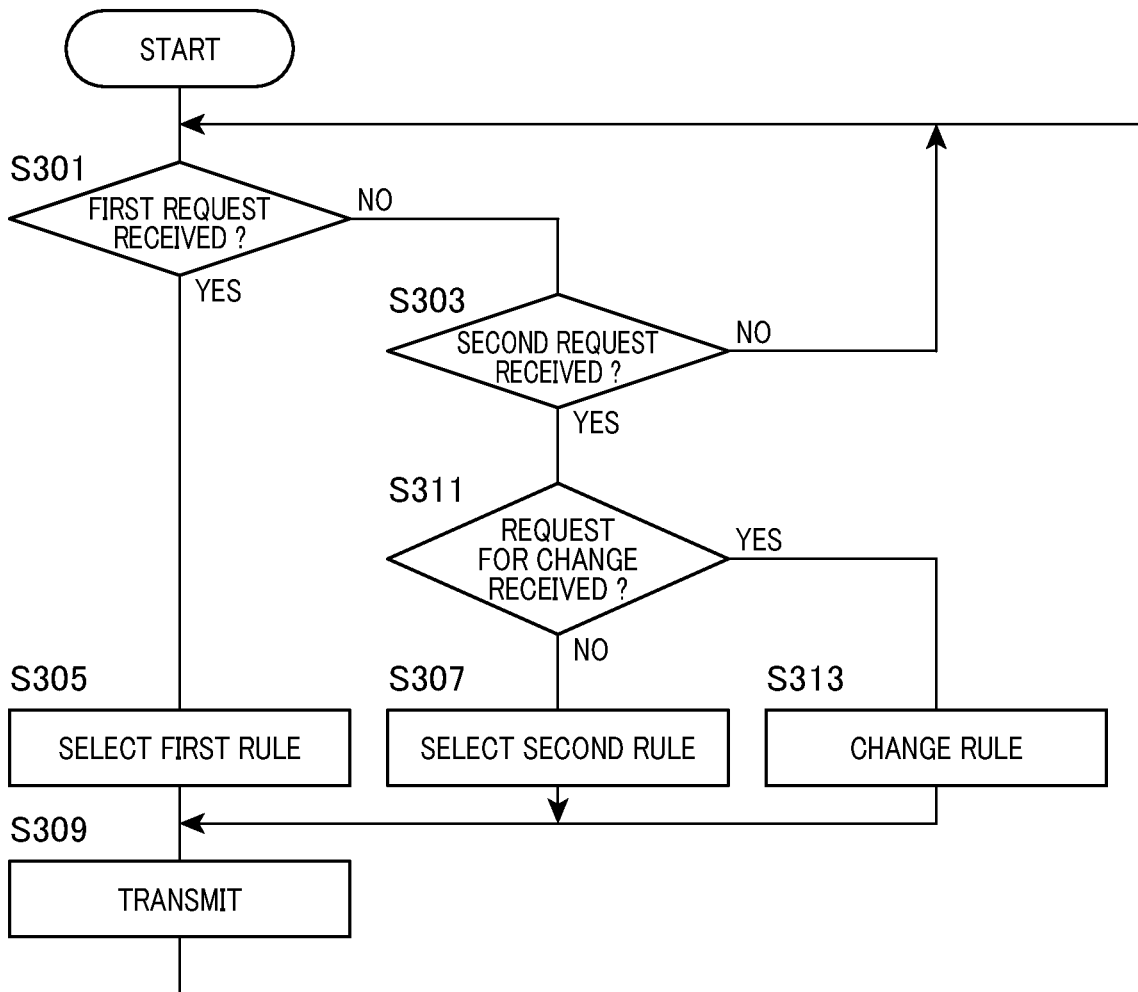 START
S301
FIRST REQUEST
RECEIVED ?
NO
YES
S303
SECOND REQUEST
RECEIVED ?
NO
YES
S311
REQUEST
FOR CHANGE
RECEIVED ?
YES
NO
S305
SELECT FIRST RULE
S307
SELECT SECOND RULE
S313
CHANGE RULE
S309
TRANSMIT